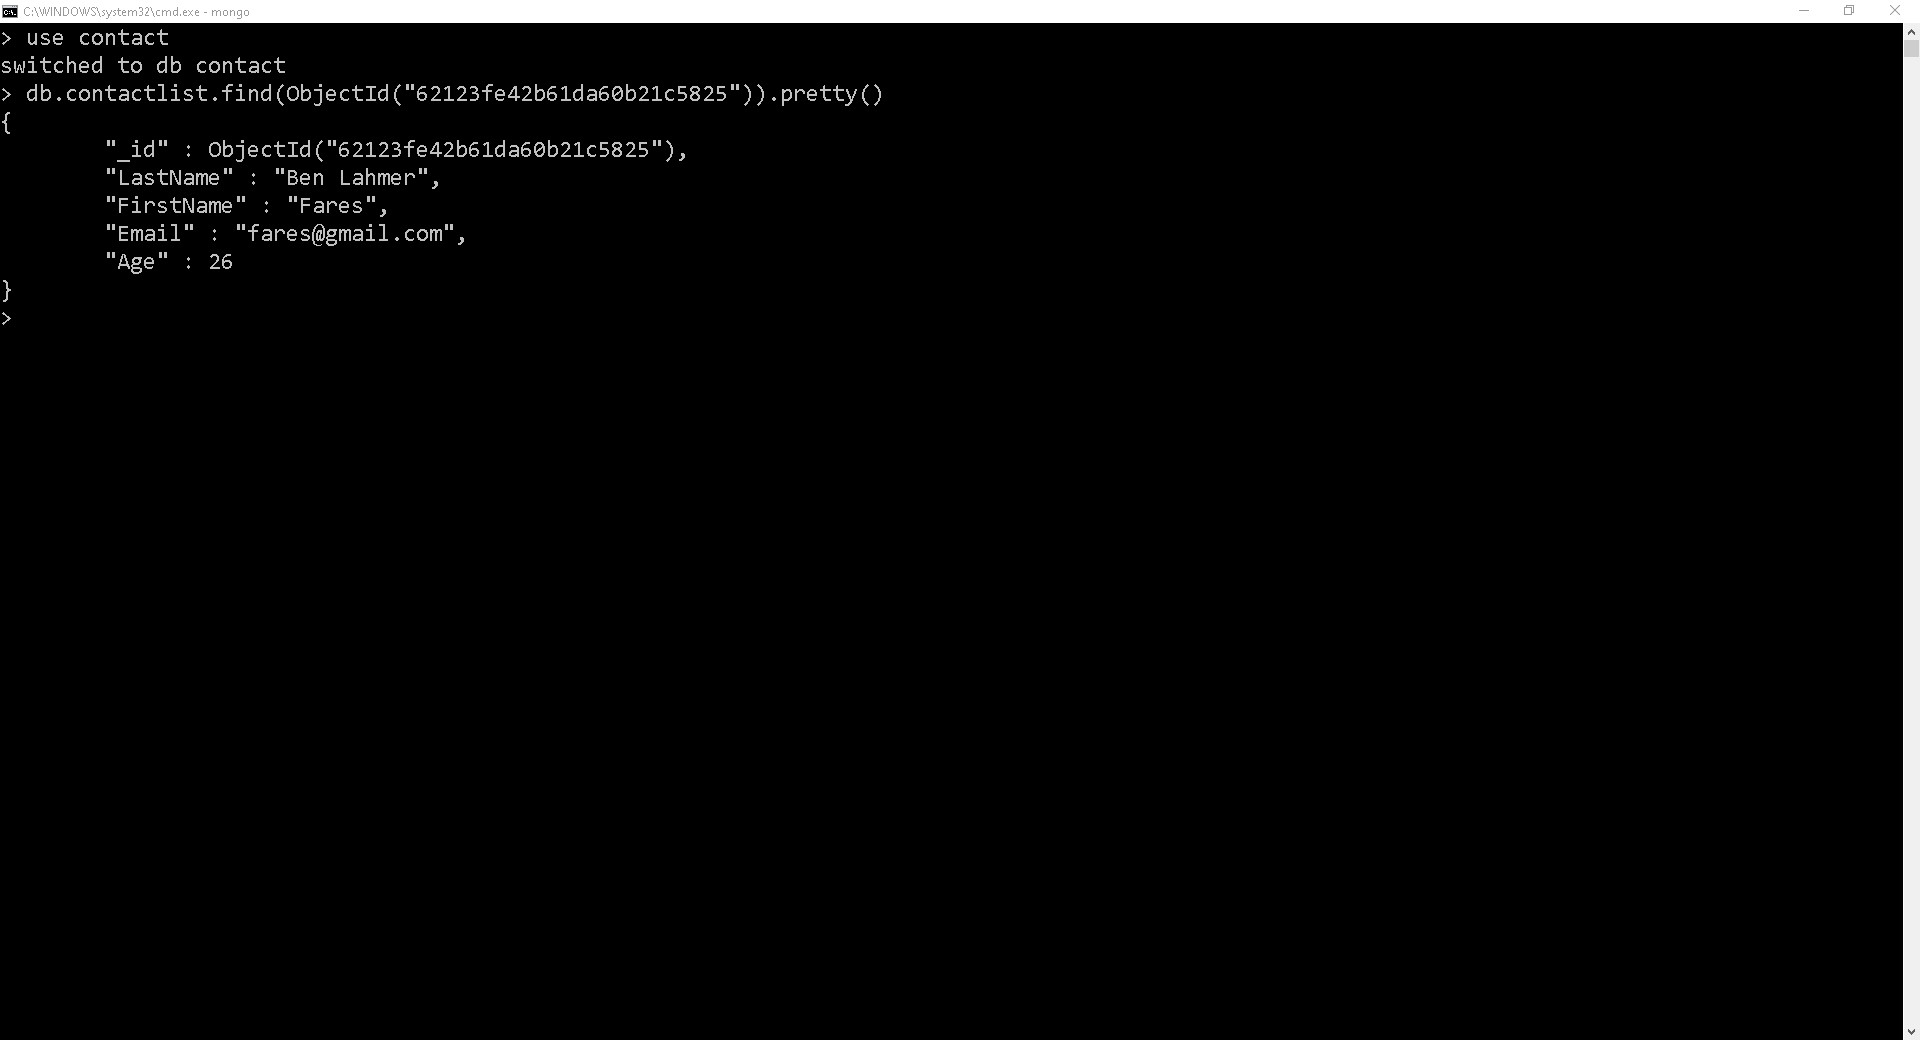 C:\WINDOWS\system32\cmd.exe - mongo
> use contact
switched to db contact
> db.contactlist.find(ObjectId("62123fe42b61da60b21c5825")).pretty()
{
        "_id" : ObjectId("62123fe42b61da60b21c5825"),
        "LastName" : "Ben Lahmer",
        "FirstName" : "Fares",
        "Email" : "fares@gmail.com",
        "Age" : 26
}
>